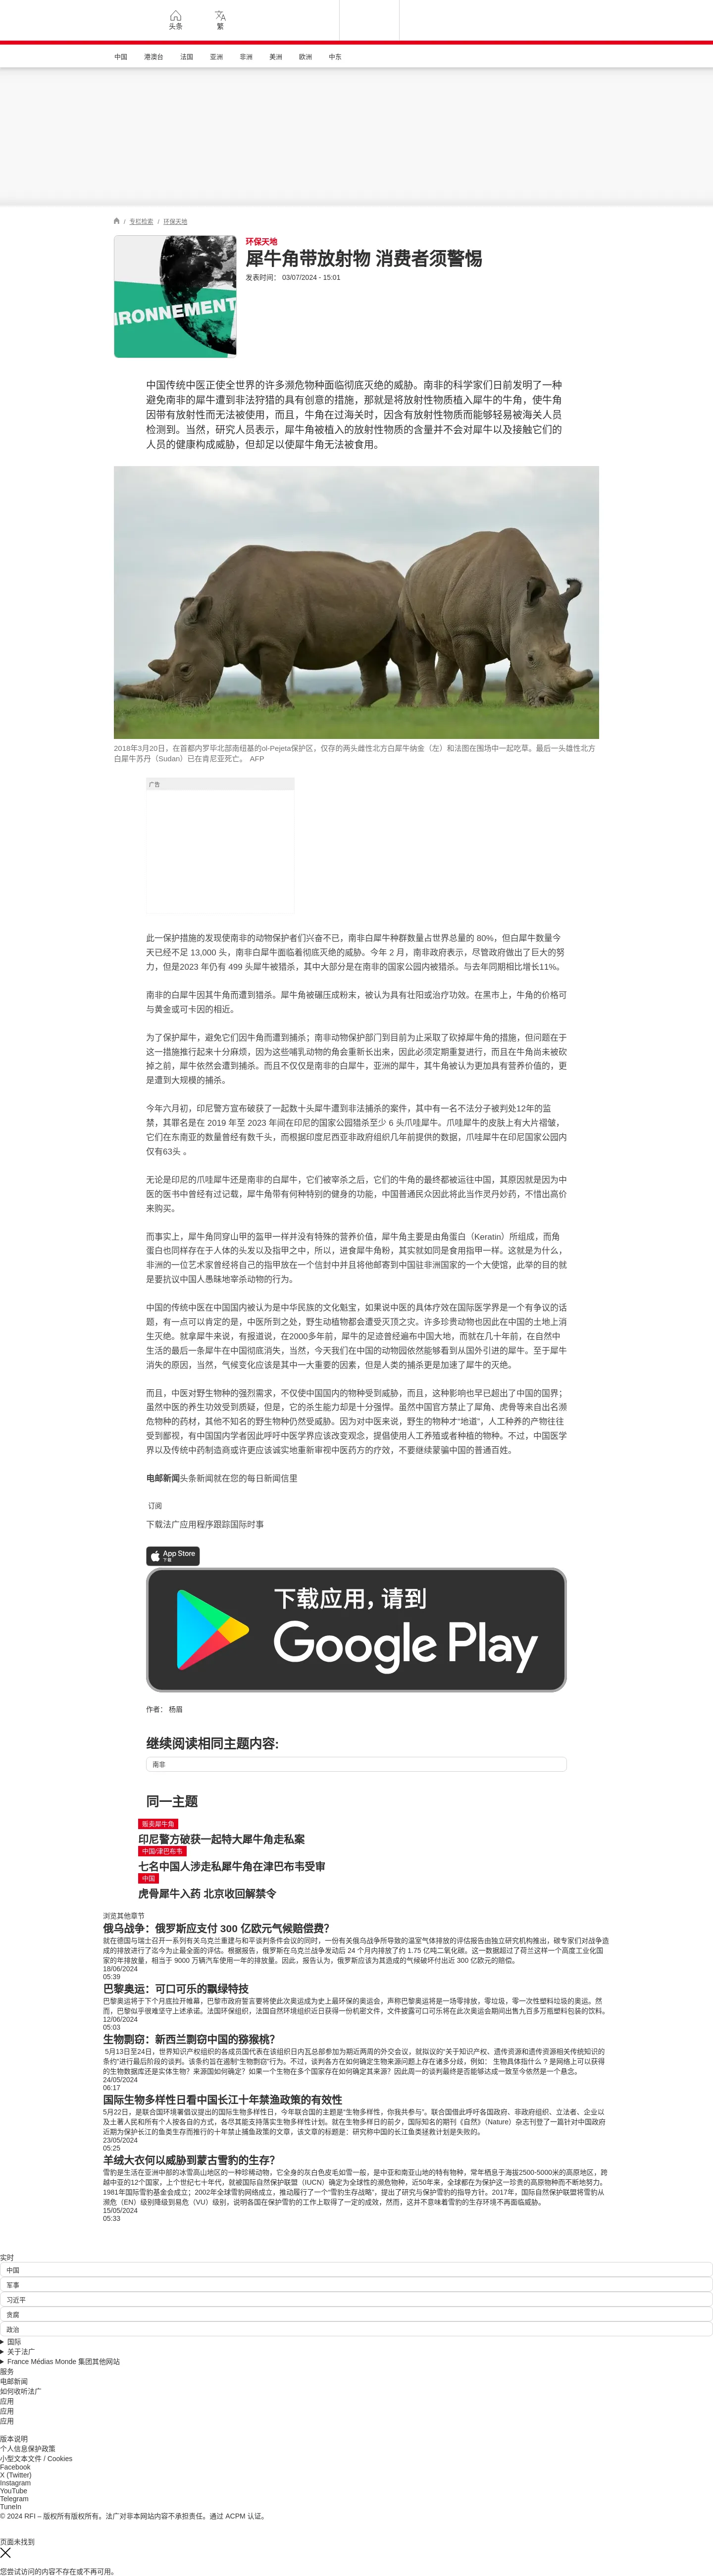 头条
繁
中国
港澳台
法国
亚洲
非洲
美洲
欧洲
中东
/ 专栏检索 / 环保天地
IRONNEMENT
环保天地
犀牛角带放射物 消费者须警惕
发表时间： 03/07/2024 - 15:01
中国传统中医正使全世界的许多濒危物种面临彻底灭绝的威胁。南非的科学家们日前发明了一种
避免南非的犀牛遭到非法狩猎的具有创意的措施，那就是将放射性物质植入犀牛的牛角，使牛角
因带有放射性而无法被使用，而且，牛角在过海关时，因含有放射性物质而能够轻易被海关人员
检测到。当然，研究人员表示，犀牛角被植入的放射性物质的含量并不会对犀牛以及接触它们的
人员的健康构成威胁，但却足以使犀牛角无法被食用。
2018年3月20日，在首都内罗毕北部南纽基的ol-Pejeta保护区，仅存的两头雌性北方白犀牛纳金（左）和法图在围场中一起吃草。最后一头雄性北方
白犀牛苏丹（Sudan）已在肯尼亚死亡。 AFP
广告
此一保护措施的发现使南非的动物保护者们兴奋不已，南非白犀牛种群数量占世界总量的 80%，但白犀牛数量今
天已经不足 13,000 头，南非白犀牛面临着彻底灭绝的威胁。今年 2 月，南非政府表示，尽管政府做出了巨大的努
力，但是2023 年仍有 499 头犀牛被猎杀，其中大部分是在南非的国家公园内被猎杀。与去年同期相比增长11%。
南非的白犀牛因其牛角而遭到猎杀。犀牛角被碾压成粉末，被认为具有壮阳或治疗功效。在黑市上，牛角的价格可
与黄金或可卡因的相近。
为了保护犀牛，避免它们因牛角而遭到捕杀；南非动物保护部门到目前为止采取了砍掉犀牛角的措施，但问题在于
这一措施推行起来十分麻烦，因为这些哺乳动物的角会重新长出来，因此必须定期重复进行，而且在牛角尚未被砍
掉之前，犀牛依然会遭到捕杀。而且不仅仅是南非的白犀牛，亚洲的犀牛，其牛角被认为更加具有营养价值的，更
是遭到大规模的捕杀。
今年六月初，印尼警方宣布破获了一起数十头犀牛遭到非法捕杀的案件，其中有一名不法分子被判处12年的监
禁，其罪名是在 2019 年至 2023 年间在印尼的国家公园猎杀至少 6 头爪哇犀牛。爪哇犀牛的皮肤上有大片褶皱，
它们在东南亚的数量曾经有数千头，而根据印度尼西亚非政府组织几年前提供的数据，爪哇犀牛在印尼国家公园内
仅有63头 。
无论是印尼的爪哇犀牛还是南非的白犀牛，它们被宰杀之后，它们的牛角的最终都被运往中国，其原因就是因为中
医的医书中曾经有过记载，犀牛角带有何种特别的健身的功能，中国普通民众因此将此当作灵丹妙药，不惜出高价
来购买。
而事实上，犀牛角同穿山甲的盔甲一样并没有特殊的营养价值，犀牛角主要是由角蛋白（Keratin）所组成，而角
蛋白也同样存在于人体的头发以及指甲之中，所以，进食犀牛角粉，其实就如同是食用指甲一样。这就是为什么，
非洲的一位艺术家曾经将自己的指甲放在一个信封中并且将他邮寄到中国驻非洲国家的一个大使馆，此举的目的就
是要抗议中国人愚昧地宰杀动物的行为。
中国的传统中医在中国国内被认为是中华民族的文化魁宝，如果说中医的具体疗效在国际医学界是一个有争议的话
题，有一点可以肯定的是，中医所到之处，野生动植物都会遭受灭顶之灾。许多珍贵动物也因此在中国的土地上消
生灭绝。就拿犀牛来说，有报道说，在2000多年前，犀牛的足迹曾经遍布中国大地，而就在几十年前，在自然中
生活的最后一条犀牛在中国彻底消失，当然，今天我们在中国的动物园依然能够看到从国外引进的犀牛。至于犀牛
消失的原因，当然，气候变化应该是其中一大重要的因素，但是人类的捕杀更是加速了犀牛的灭绝。
而且，中医对野生物种的强烈需求，不仅使中国国内的物种受到威胁，而且，这种影响也早已超出了中国的国界；
虽然中医的养生功效受到质疑，但是，它的杀生能力却是十分强悍。虽然中国官方禁止了犀角、虎骨等来自出名濒
危物种的药材，其他不知名的野生物种仍然受威胁。因为对中医来说，野生的物种才“地道”，人工种养的产物往往
受到鄙视，有中国国内学者因此呼吁中医学界应该改变观念，提倡使用人工养殖或者种植的物种。不过，中国医学
界以及传统中药制造商或许更应该诚实地重新审视中医药方的疗效，不要继续蒙骗中国的普通百姓。
电邮新闻头条新闻就在您的每日新闻信里
订阅
下载法广应用程序跟踪国际时事
App Store
下载
下载应用，请到
Google Play
作者： 杨眉
继续阅读相同主题内容:
南非
同一主题
贩卖犀牛角
印尼警方破获一起特大犀牛角走私案
中国/津巴布韦
七名中国人涉走私犀牛角在津巴布韦受审
中国
虎骨犀牛入药 北京收回解禁令
浏览其他章节
俄乌战争：俄罗斯应支付 300 亿欧元气候赔偿费？
就在德国与瑞士召开一系列有关乌克兰重建与和平谈判条件会议的同时，一份有关俄乌战争所导致的温室气体排放的评估报告由独立研究机构推出，碳专家们对战争造
成的排放进行了迄今为止最全面的评估。根据报告，俄罗斯在乌克兰战争发动后 24 个月内排放了约 1.75 亿吨二氧化碳。这一数据超过了荷兰这样一个高度工业化国
家的年排放量，相当于 9000 万辆汽车使用一年的排放量。因此，报告认为，俄罗斯应该为其造成的气候破坏付出近 300 亿欧元的赔偿。
18/06/2024
05:39
巴黎奥运：可口可乐的飘绿特技
巴黎奥运将于下个月底拉开帷幕，巴黎市政府誓言要将使此次奥运成为史上最环保的奥运会，声称巴黎奥运将是一场零排放，零垃圾，零一次性塑料垃圾的奥运。然
而，巴黎似乎很难坚守上述承诺。法国环保组织，法国自然环境组织近日获得一份机密文件，文件披露可口可乐将在此次奥运会期间出售九百多万瓶塑料包装的饮料。
12/06/2024
05:03
生物剽窃：新西兰剽窃中国的猕猴桃？
5月13日至24日，世界知识产权组织的各成员国代表在该组织日内瓦总部参加为期近两周的外交会议，就拟议的“关于知识产权、遗传资源和遗传资源相关传统知识的
条约”进行最后阶段的谈判。该条约旨在遏制“生物剽窃”行为。不过，谈判各方在如何确定生物来源问题上存在诸多分歧，例如： 生物具体指什么？是网络上可以获得
的生物数据库还是实体生物？来源国如何确定？如果一个生物在多个国家存在如何确定其来源？因此周一的谈判最终是否能够达成一致至今依然是一个悬念。
24/05/2024
06:17
国际生物多样性日看中国长江十年禁渔政策的有效性
5月22日，是联合国环境署倡议提出的国际生物多样性日，今年联合国的主题是“生物多样性，你我共参与”。联合国借此呼吁各国政府、非政府组织、立法者、企业以
及土著人民和所有个人按各自的方式，各尽其能支持落实生物多样性计划。就在生物多样日的前夕，国际知名的期刊《自然》（Nature）杂志刊登了一篇针对中国政府
近期为保护长江的鱼类生存而推行的十年禁止捕鱼政策的文章，该文章的标题是：研究称中国的长江鱼类拯救计划是失败的。
23/05/2024
05:25
羊绒大衣何以威胁到蒙古雪豹的生存？
雪豹是生活在亚洲中部的冰雪高山地区的一种珍稀动物，它全身的灰白色皮毛如雪一般，是中亚和南亚山地的特有物种，常年栖息于海拔2500-5000米的高原地区，跨
越中亚的12个国家，上个世纪七十年代，就被国际自然保护联盟（IUCN）确定为全球性的濒危物种，近50年来，全球都在为保护这一珍贵的高原物种而不断地努力。
1981年国际雪豹基金会成立；2002年全球雪豹网络成立，推动履行了一个“雪豹生存战略”，提出了研究与保护雪豹的指导方针。2017年，国际自然保护联盟将雪豹从
濒危（EN）级别降级到易危（VU）级别，说明各国在保护雪豹的工作上取得了一定的成效，然而，这并不意味着雪豹的生存环境不再面临威胁。
15/05/2024
05:33
实时
中国
军事
习近平
贪腐
政治
国际
关于法广
France Médias Monde 集团其他网站
服务
电邮新闻
如何收听法广
应用
应用
应用
版本说明
个人信息保护政策
小型文本文件 / Cookies
Facebook
X (Twitter)
Instagram
YouTube
Telegram
TuneIn
© 2024 RFI – 版权所有版权所有。法广对非本网站内容不承担责任。通过 ACPM 认证。
页面未找到
您尝试访问的内容不存在或不再可用。